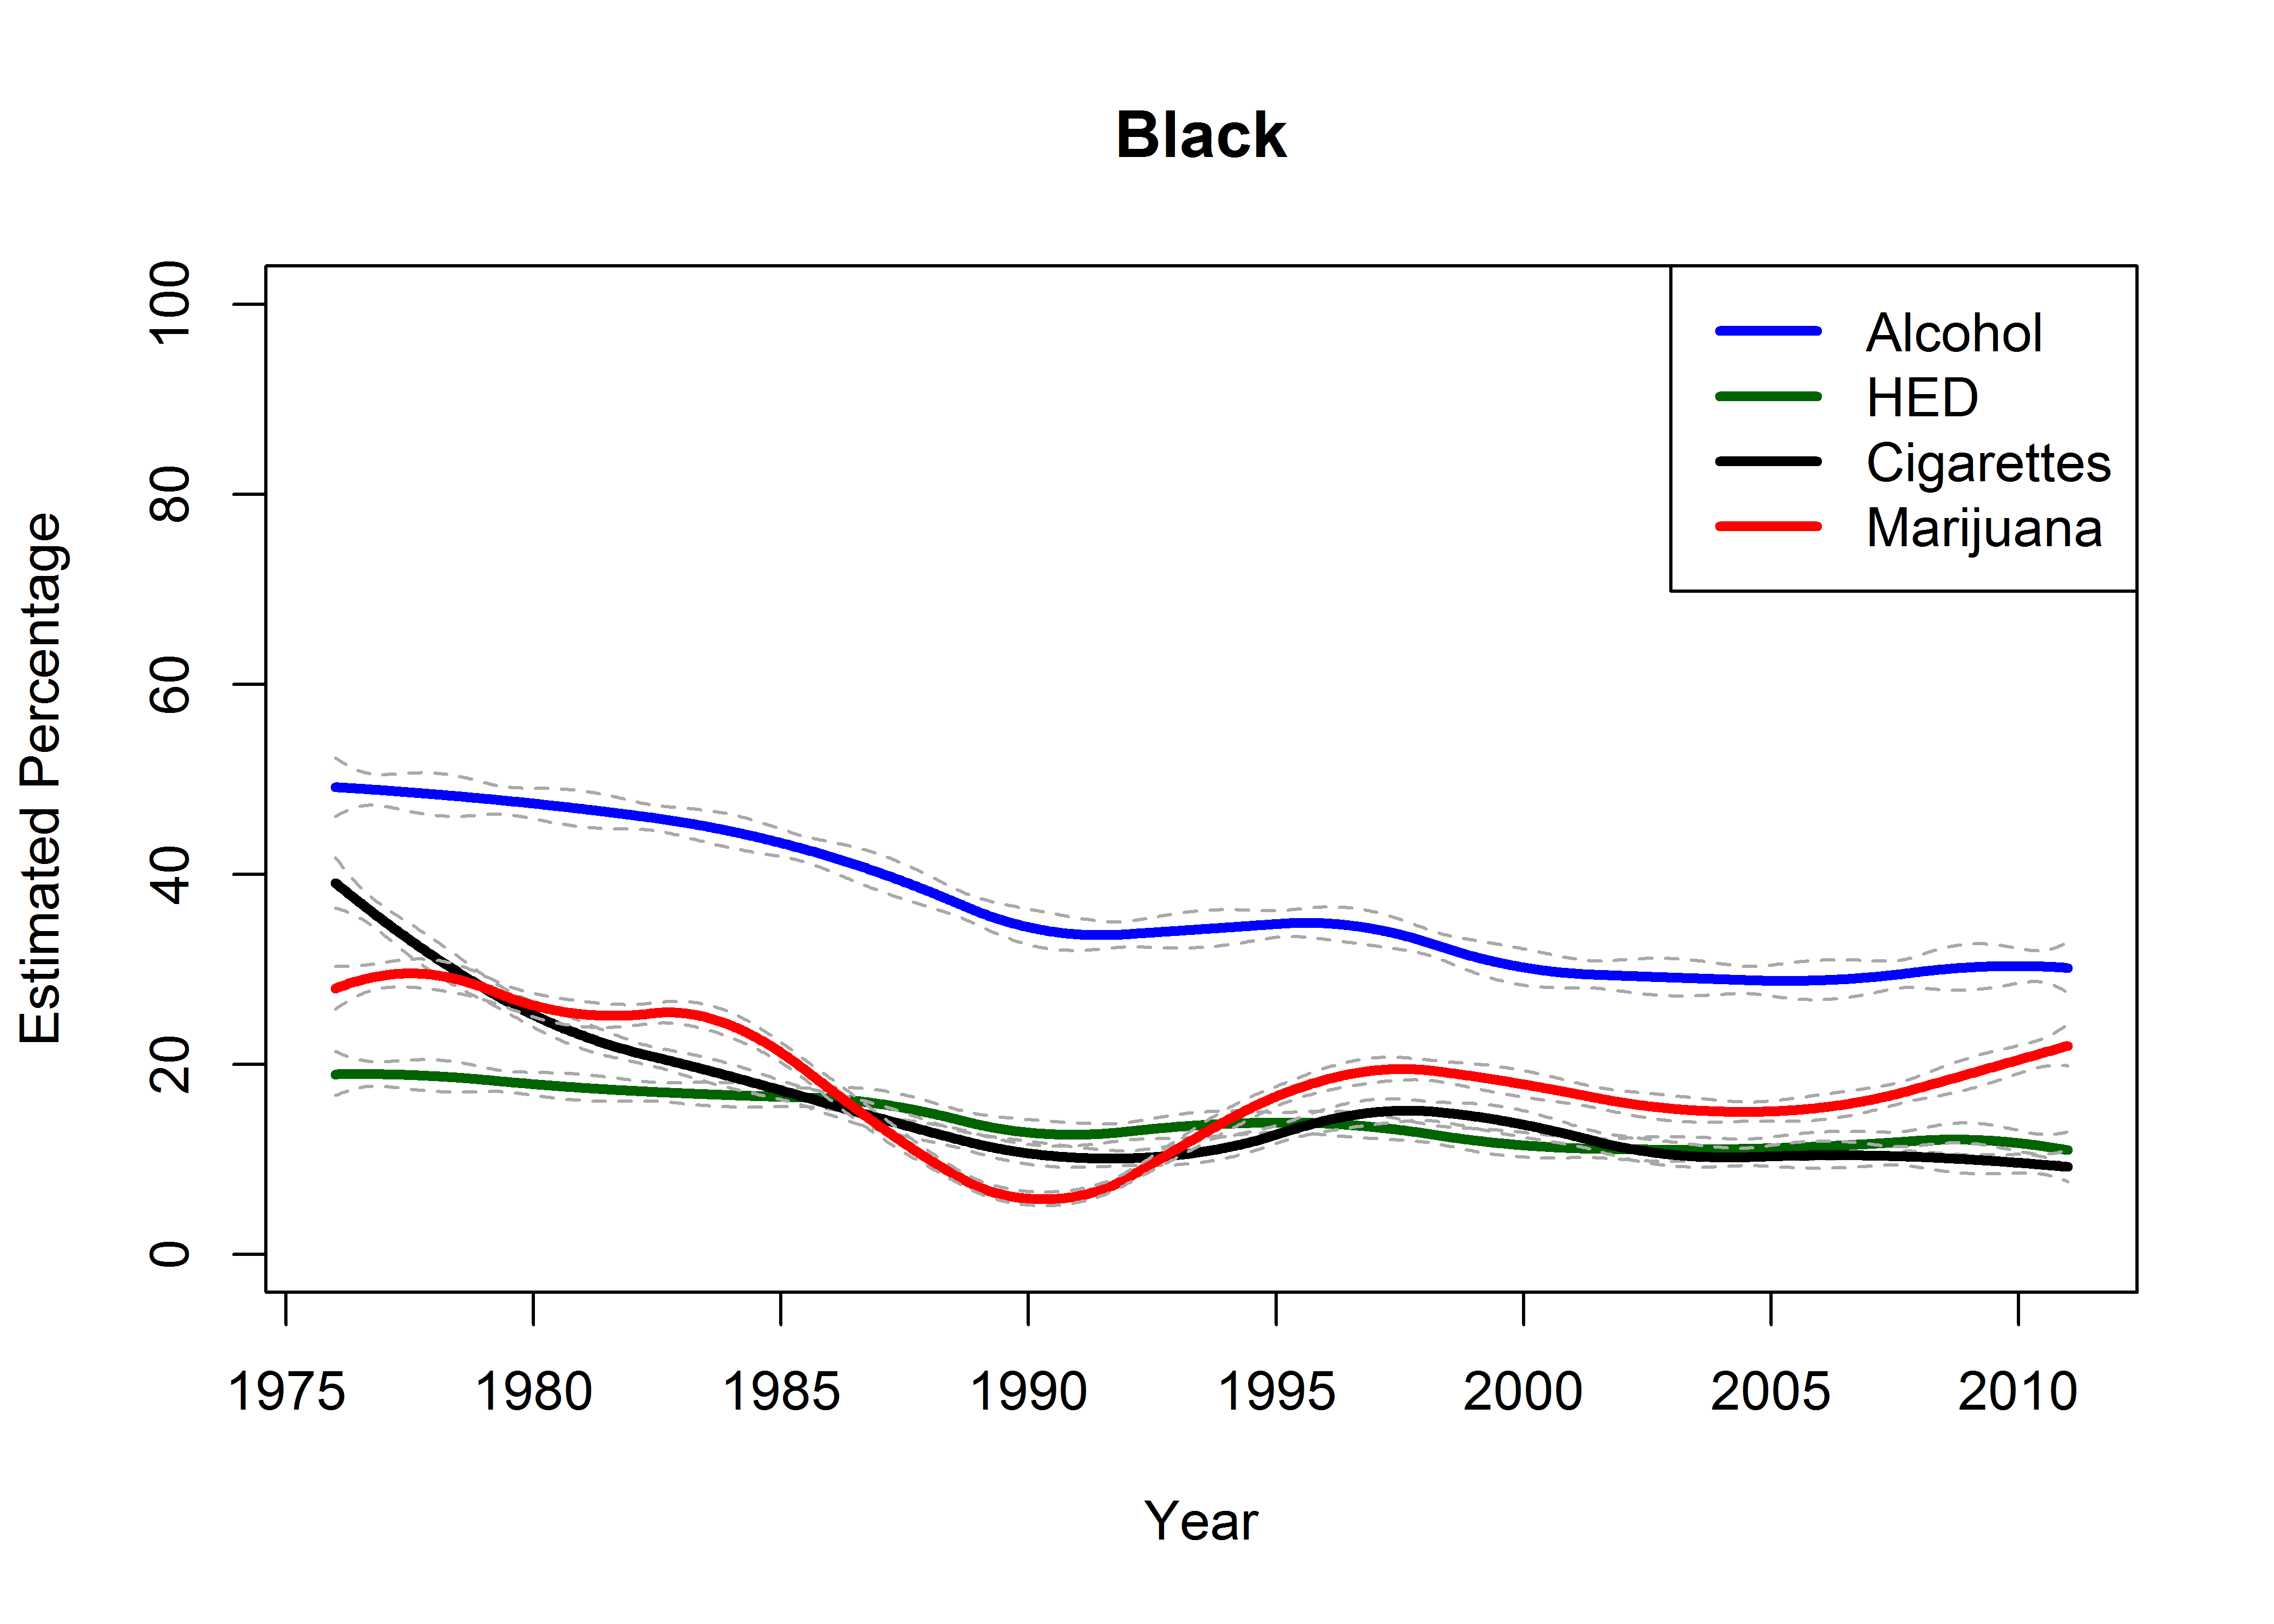 Black
Estimated Percentage
100
80
60
40
20
0
Alcohol
HED
Cigarettes
Marijuana
1975 1980 1985 1990 1995 2000 2005 2010
Year